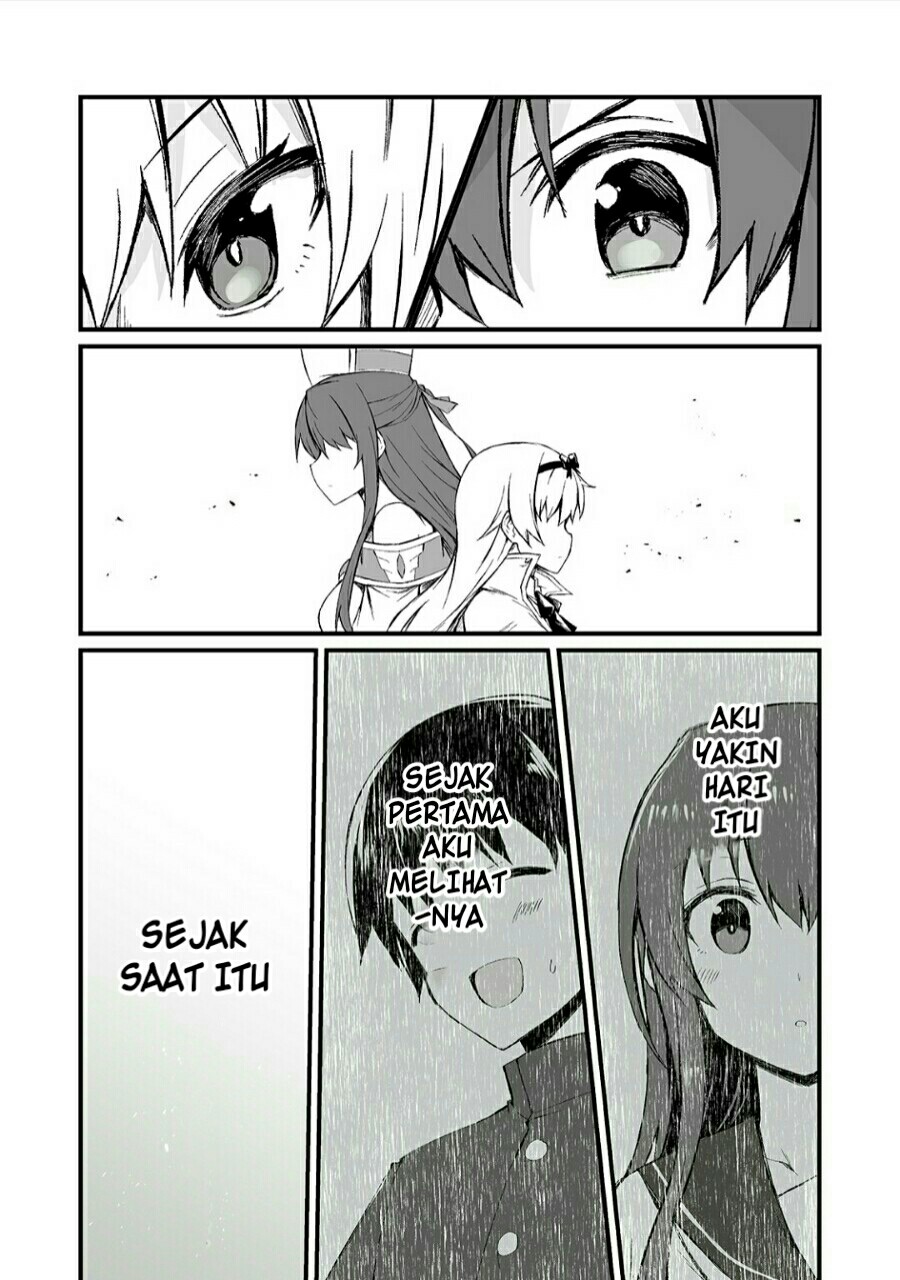 AKU
YAKIN
HARI
ITU
SEJAK
PERTAMA
AKU
MELIHAT
-NYA
SEJAK
SAAT ITU